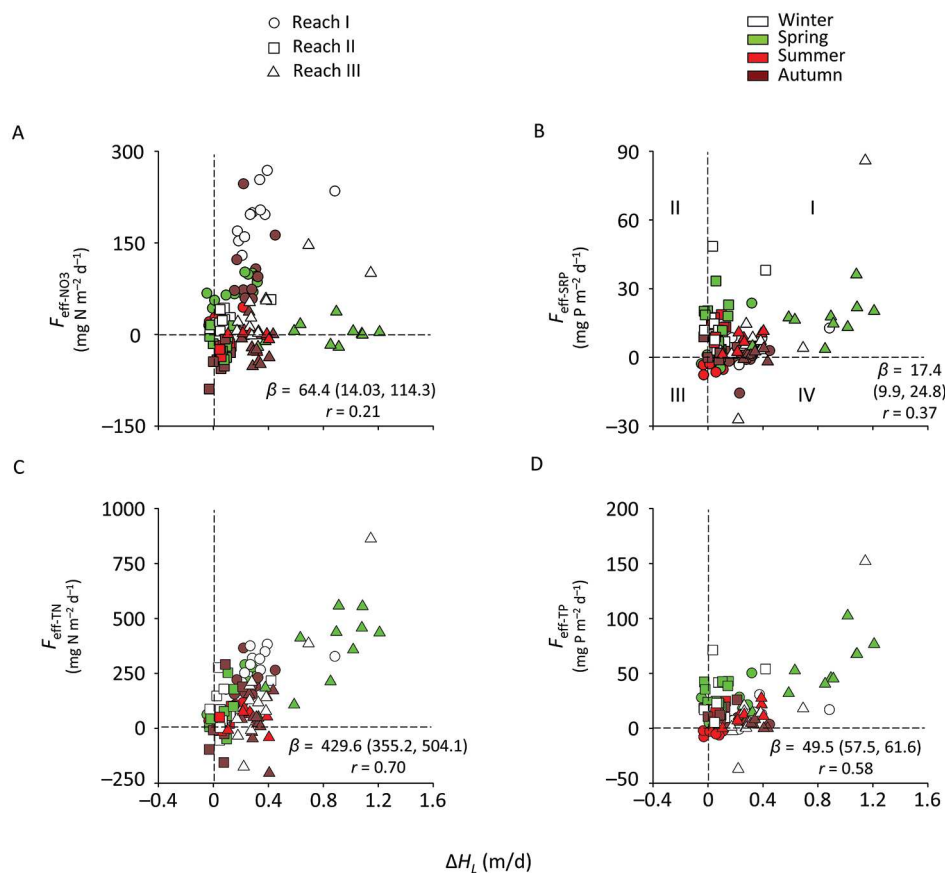 Reach I
Reach II
Reach III
Winter
Spring
Summer
Autumn
A
300
150
0
−150
F eff-NO3
(mg N m⁻² d⁻¹)
β = 64.4 (14.03, 114.3)
r = 0.21
B
90
60
30
0
−30
F eff-SRP
(mg P m⁻² d⁻¹)
II
I
III
IV
β = 17.4
(9.9, 24.8)
r = 0.37
C
1000
750
500
250
0
−250
F eff-TN
(mg N m⁻² d⁻¹)
β = 429.6 (355.2, 504.1)
r = 0.70
−0.4 0 0.4 0.8 1.2 1.6
D
200
150
100
50
0
−50
F eff-TP
(mg P m⁻² d⁻¹)
β = 49.5 (57.5, 61.6)
r = 0.58
−0.4 0 0.4 0.8 1.2 1.6
ΔH_L (m/d)